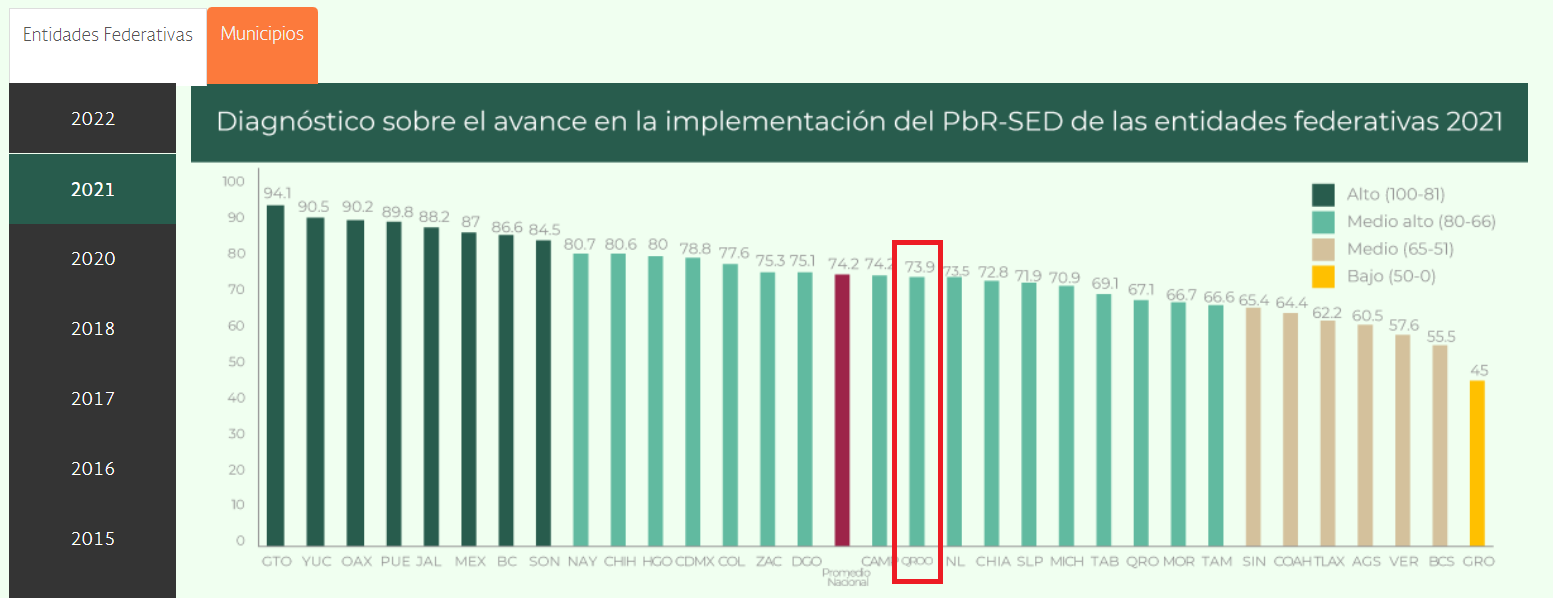 Entidades Federativas
Municipios
2022
2021
2020
2018
2017
2016
2015
Diagnóstico sobre el avance en la implementación del PbR-SED de las entidades federativas 2021
100
90
80
70
60
50
40
30
20
10
0
94.1 90.5 90.2 89.8 88.2 87 86.6 84.5 80.7 80.6 80 78.8 77.6 75.3 75.1 74.2 74.2 73.9 73.5 72.8 71.9 70.9 69.1 67.1 66.7 66.6 65.4 64.4 62.2 60.5 57.6 55.5 45
Alto (100-81)
Medio alto (80-66)
Medio (65-51)
Bajo (50-0)
GTO YUC OAX PUE JAL MEX BC SON NAY CHIH HGO CDMX COL ZAC DGO Promedio Nacional CAMP QROO NL CHIA SLP MICH TAB QRO MOR TAM SIN COAH TLAX AGS VER BCS GRO